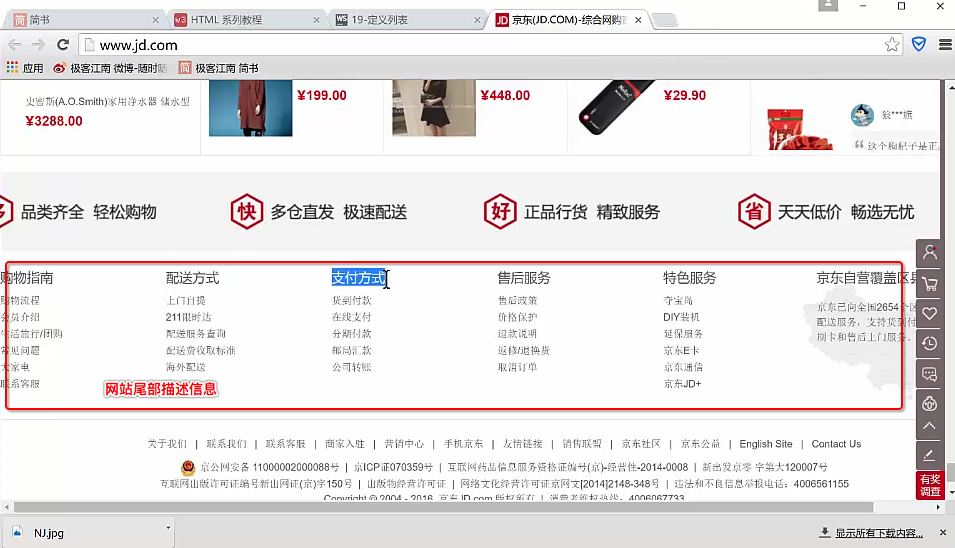 简书
HTML 系列教程
19-定义列表
京东(JD.COM)-综合网购首
www.jd.com
应用 极客江南 微博-随时随 极客江南 简书
史密斯(A.O.Smith)家用净水器 储水型
¥3288.00
¥199.00
¥448.00
¥29.90
狼***旗
这个枸杞子是正
品类齐全 轻松购物
快 多仓直发 极速配送
好 正品行货 精致服务
省 天天低价 畅选无忧
购物指南 配送方式 支付方式 售后服务 特色服务 京东自营覆盖区县
购物流程 上门自提 货到付款 售后政策 夺宝岛
会员介绍 211限时达 在线支付 价格保护 DIY装机
生活旅行/团购 配送服务查询 分期付款 退款说明 延保服务
常见问题 配送费收取标准 邮局汇款 返修/退换货 京东E卡
大家电 海外配送 公司转账 取消订单 京东通信
联系客服 京东JD+
京东已向全国2654个区
配送服务，支持货到付
刷卡和售后上门服务。
网站尾部描述信息
关于我们 | 联系我们 | 联系客服 | 商家入驻 | 营销中心 | 手机京东 | 友情链接 | 销售联盟 | 京东社区 | 京东公益 | English Site | Contact Us
京公网安备 11000002000088号 | 京ICP证070359号 | 互联网药品信息服务资格证编号(京)-经营性-2014-0008 | 新出发京零 字第大120007号
互联网出版许可证编号新出网证(京)字150号 | 出版物经营许可证 | 网络文化经营许可证京网文[2014]2148-348号 | 违法和不良信息举报电话：4006561155
Copyright © 2004 - 2016 京东JD.com 版权所有 | 消费者维权热线：4006067733
有奖
调查
NJ.jpg
显示所有下载内容...